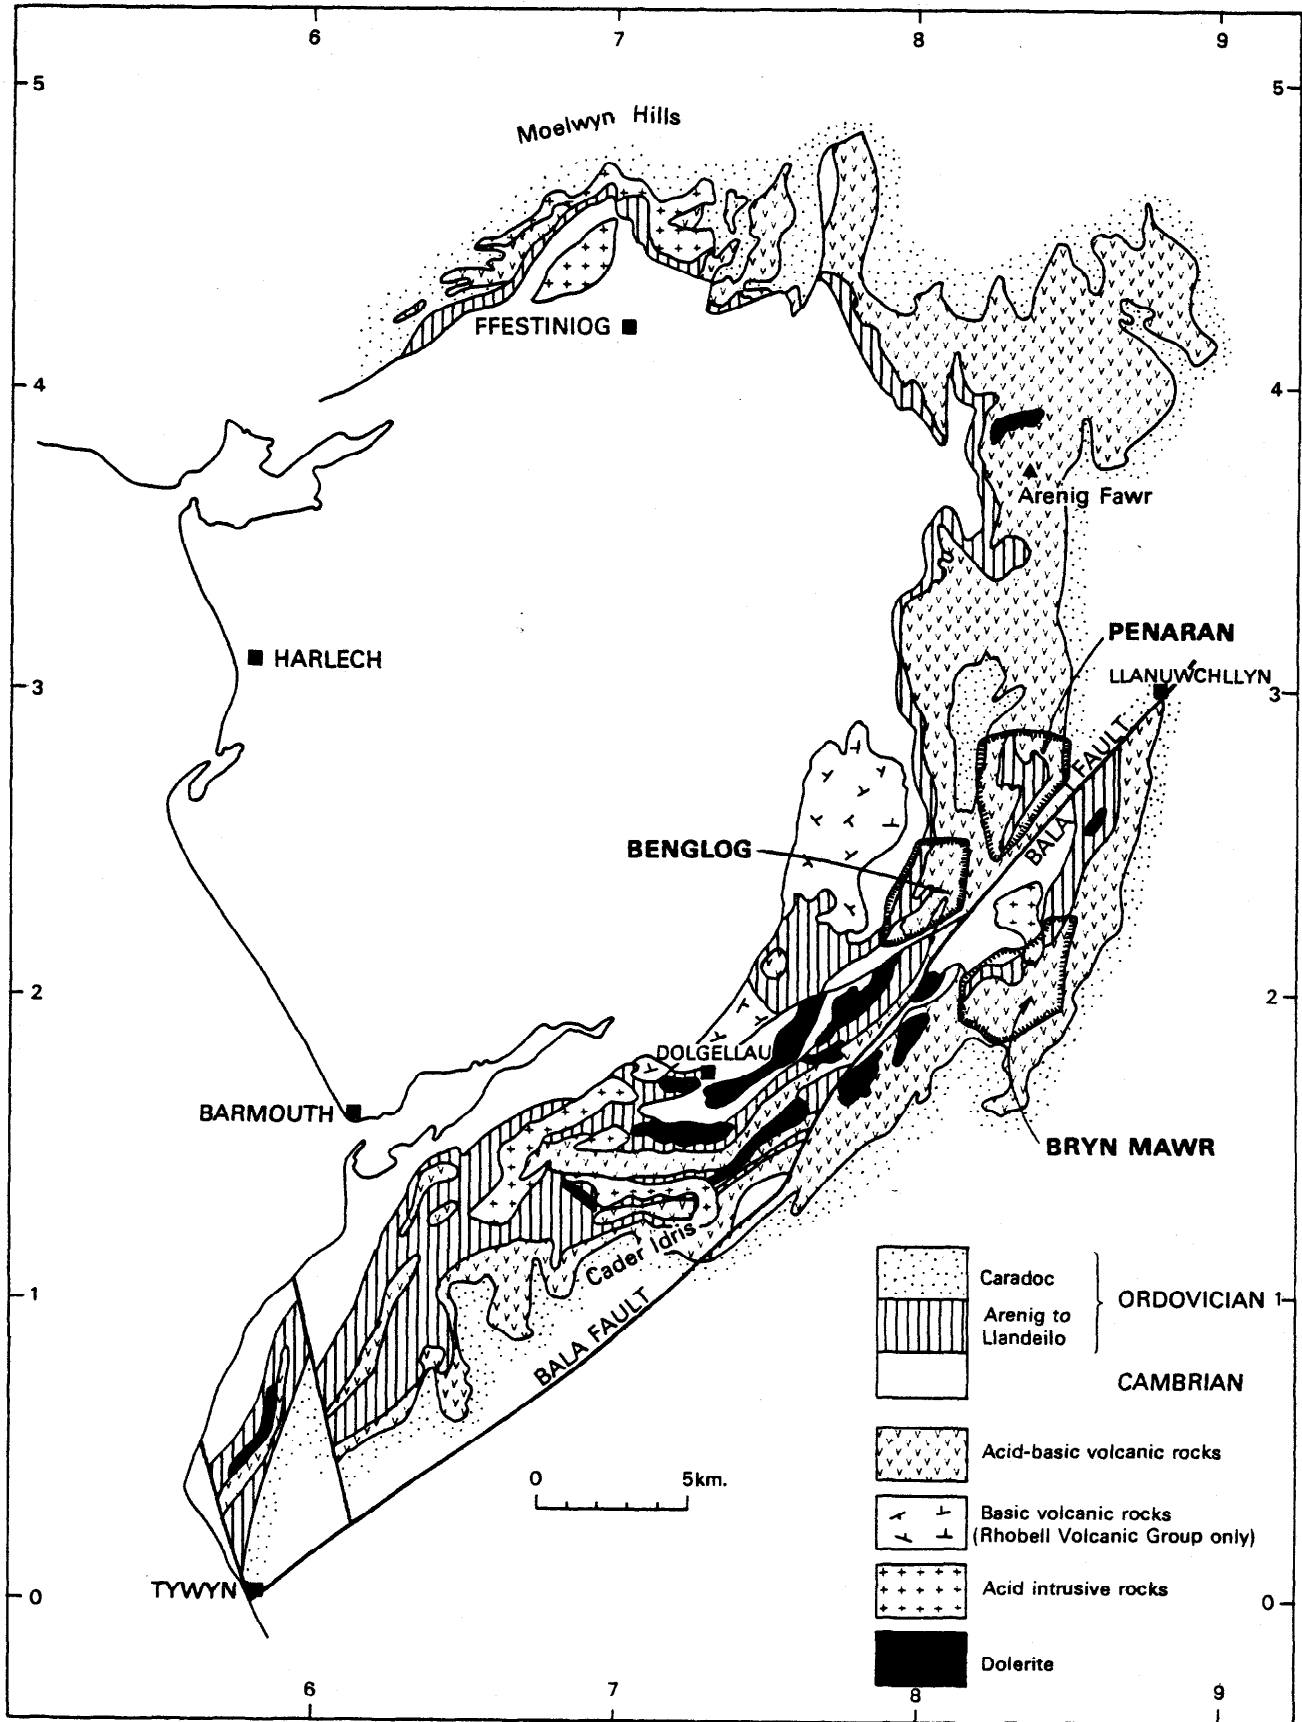 6 7 8 9
5 5
Moelwyn Hills
FFESTINIOG
4 4
Arenig Fawr
PENARAN
HARLECH
LLANUWCHLLYN
3 3
BALA FAULT
BENGLOG
2 2
DOLGELLAU
BARMOUTH
BRYN MAWR
Cader Idris
BALA FAULT
Caradoc
Arenig to
Llandeilo
ORDOVICIAN
1 1
CAMBRIAN
Acid-basic volcanic rocks
0 5km.
Basic volcanic rocks
(Rhobell Volcanic Group only)
TYWYN
Acid intrusive rocks
0 0
Dolerite
6 7 8 9